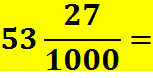 53 27/1000 =